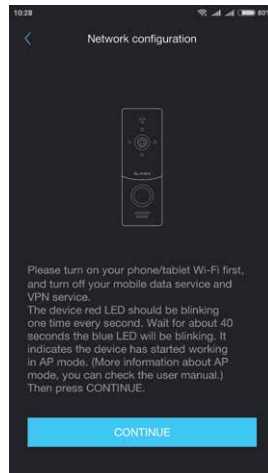 10:28
80%
Network configuration
SLINEX
Please turn on your phone/tablet Wi-Fi first,
and turn off your mobile data service and
VPN service.
The device red LED should be blinking
one time every second. Wait for about 40
seconds the blue LED will be blinking. It
indicates the device has started working
in AP mode. (More information about AP
mode, you can check the user manual.)
Then press CONTINUE.
CONTINUE